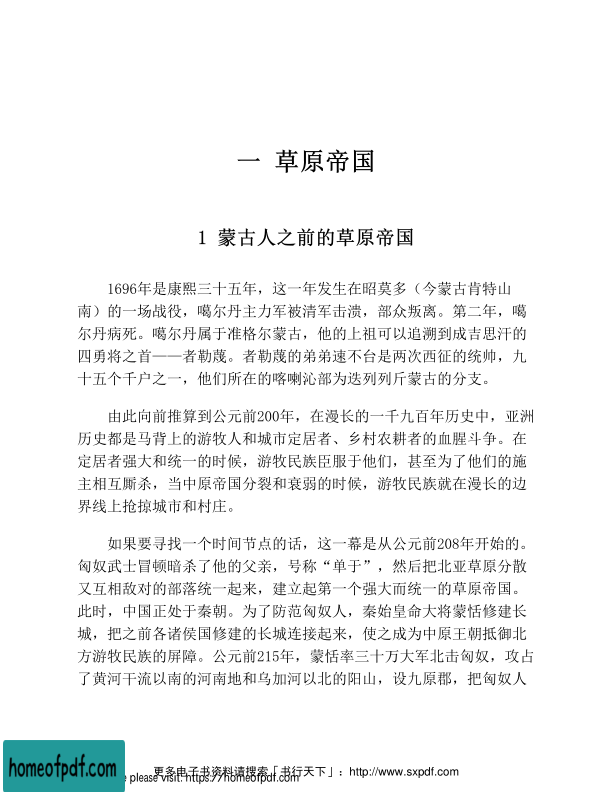 一 草原帝国
1 蒙古人之前的草原帝国
1696年是康熙三十五年，这一年发生在昭莫多（今蒙古肯特山
南）的一场战役，噶尔丹主力军被清军击溃，部众叛离。第二年，噶
尔丹病死。噶尔丹属于准格尔蒙古，他的上祖可以追溯到成吉思汗的
四勇将之首——者勒蔑。者勒蔑的弟弟速不台是两次西征的统帅，九
十五个千户之一，他们所在的喀喇沁部为迭列列斤蒙古的分支。
由此向前推算到公元前200年，在漫长的一千九百年历史中，亚洲
历史都是马背上的游牧人和城市定居者、乡村农耕者的血腥斗争。在
定居者强大和统一的时候，游牧民族臣服于他们，甚至为了他们的施
主相互厮杀，当中原帝国分裂和衰弱的时候，游牧民族就在漫长的边
界线上抢掠城市和村庄。
如果要寻找一个时间节点的话，这一幕是从公元前208年开始的。
匈奴武士冒顿暗杀了他的父亲，号称“单于”，然后把北亚草原分散
又互相敌对的部落统一起来，建立起第一个强大而统一的草原帝国。
此时，中国正处于秦朝。为了防范匈奴人，秦始皇命大将蒙恬修建长
城，把之前各诸侯国修建的长城连接起来，使之成为中原王朝抵御北
方游牧民族的屏障。公元前215年，蒙恬率三十万大军北击匈奴，攻占
了黄河干流以南的河南地和乌加河以北的阳山，设九原郡，把匈奴人
更多电子书资料请搜索「书行天下」：http://www.sxpdf.com
homeofpdf.com
e please visit: https://homeofpdf.com